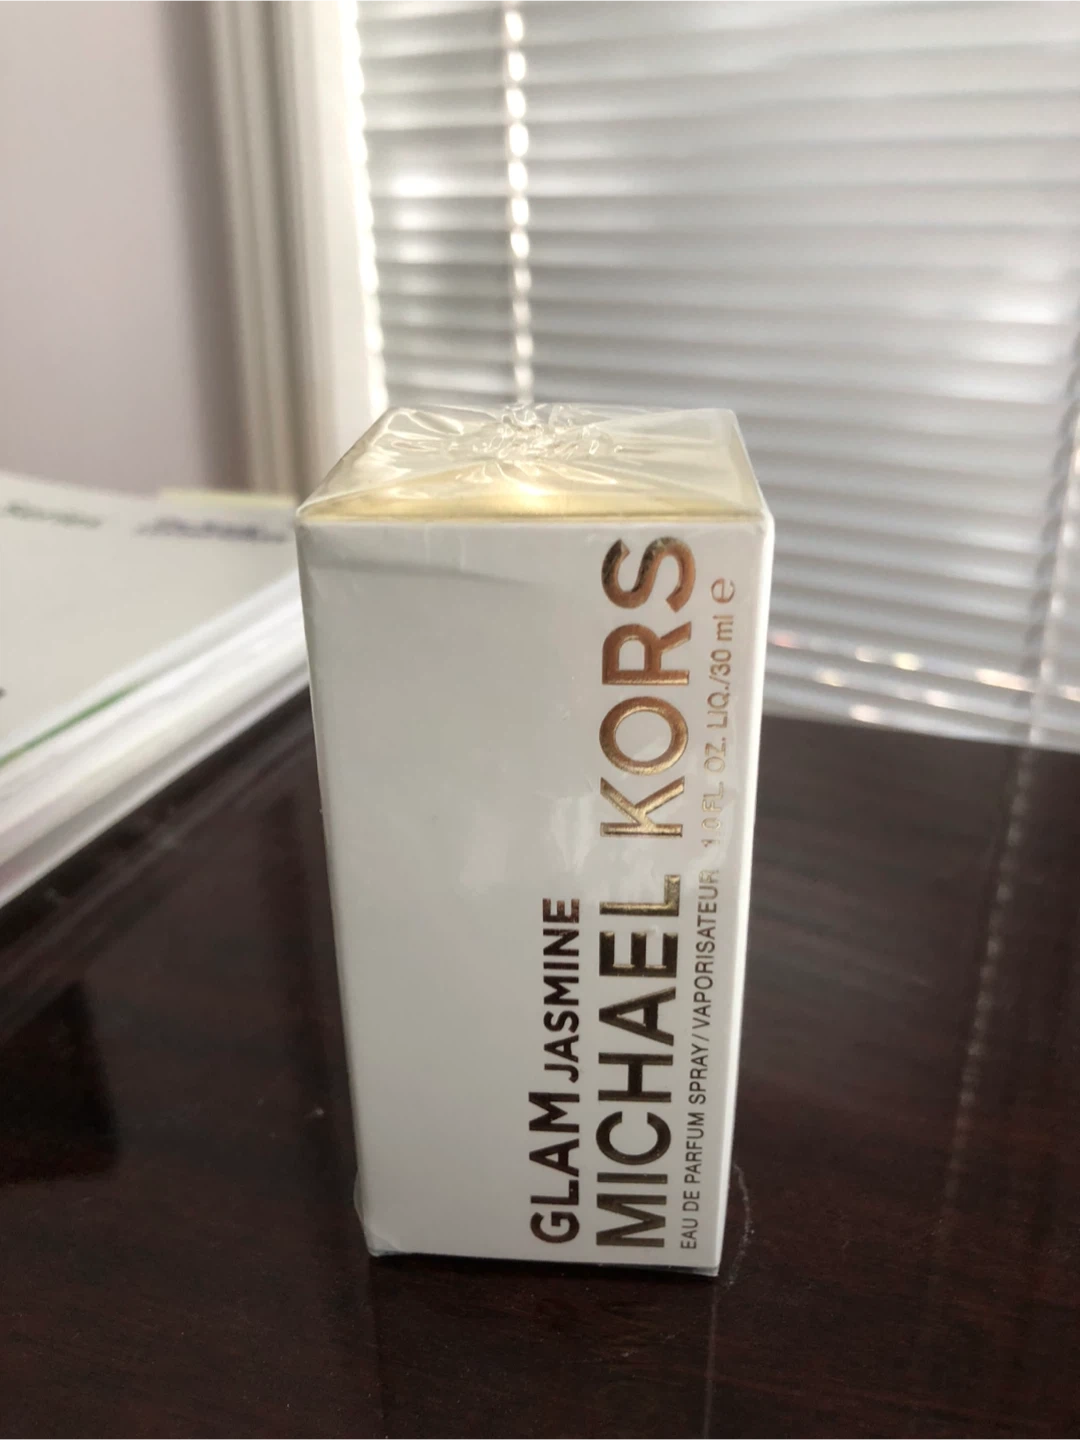 GLAM JASMINE
MICHAEL KORS
EAU DE PARFUM SPRAY/VAPORISATEUR 1.0 FL. OZ. LIQ./30 ml e